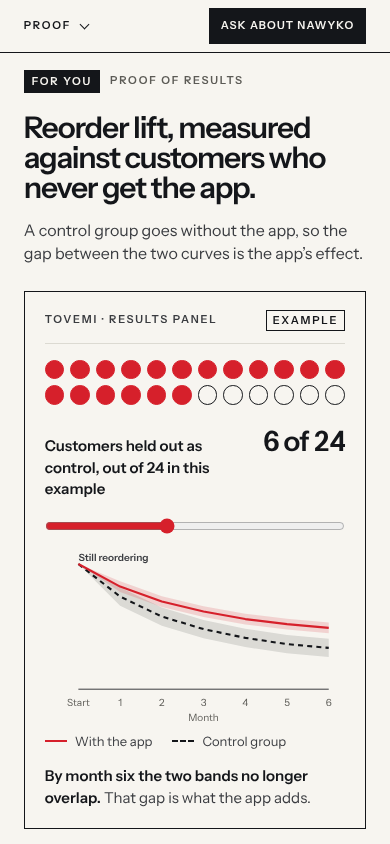 PROOF
ASK ABOUT NAWYKO
FOR YOU
PROOF OF RESULTS
Reorder lift, measured
against customers who
never get the app.
A control group goes without the app, so the
gap between the two curves is the app’s effect.
TOVEMI · RESULTS PANEL
EXAMPLE
Customers held out as
control, out of 24 in this
example
6 of 24
Still reordering
Start 1 2 3 4 5 6
Month
With the app
Control group
By month six the two bands no longer
overlap. That gap is what the app adds.